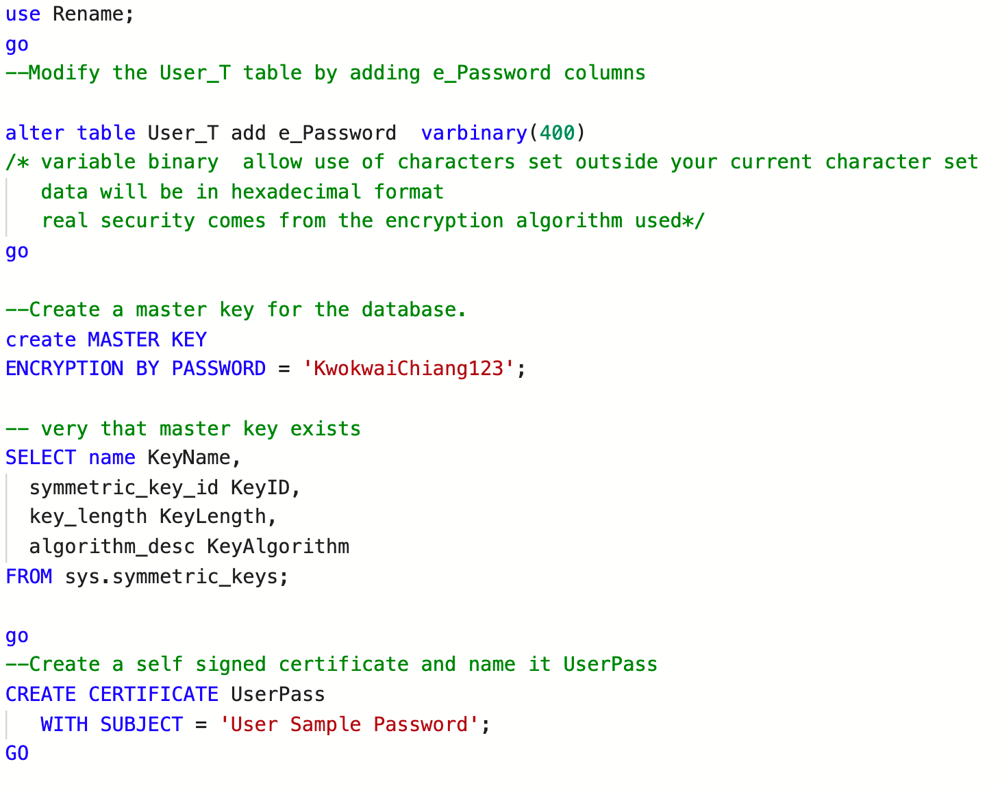 use Rename;
go
--Modify the User_T table by adding e_Password columns
alter table User_T add e_Password  varbinary(400)
/* variable binary  allow use of characters set outside your current character set
data will be in hexadecimal format
real security comes from the encryption algorithm used*/
go
--Create a master key for the database.
create MASTER KEY
ENCRYPTION BY PASSWORD = 'KwokwaiChiang123';
-- very that master key exists
SELECT name KeyName,
symmetric_key_id KeyID,
key_length KeyLength,
algorithm_desc KeyAlgorithm
FROM sys.symmetric_keys;
go
--Create a self signed certificate and name it UserPass
CREATE CERTIFICATE UserPass
WITH SUBJECT = 'User Sample Password';
GO